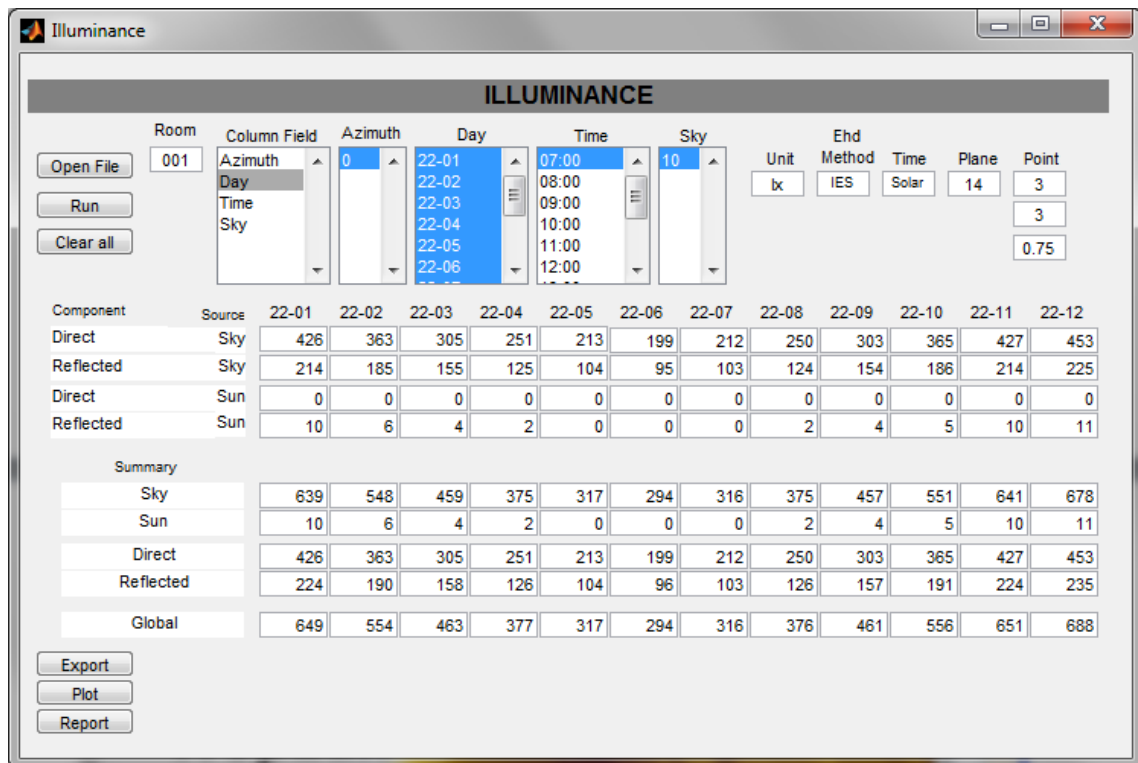 Illuminance
ILLUMINANCE
Room Column Field Azimuth Day Time Sky Unit Ehd Method Time Plane Point
Open File 001 Azimuth 0 22-01 07:00 10 lx IES Solar 14 3
Day 22-02 08:00
Run Time 22-03 09:00 3
Sky 22-04 10:00
Clear all 22-05 11:00 0.75
22-06 12:00
Component Source 22-01 22-02 22-03 22-04 22-05 22-06 22-07 22-08 22-09 22-10 22-11 22-12
Direct Sky 426 363 305 251 213 199 212 250 303 365 427 453
Reflected Sky 214 185 155 125 104 95 103 124 154 186 214 225
Direct Sun 0 0 0 0 0 0 0 0 0 0 0 0
Reflected Sun 10 6 4 2 0 0 0 2 4 5 10 11
Summary
Sky 639 548 459 375 317 294 316 375 457 551 641 678
Sun 10 6 4 2 0 0 0 2 4 5 10 11
Direct 426 363 305 251 213 199 212 250 303 365 427 453
Reflected 224 190 158 126 104 96 103 126 157 191 224 235
Global 649 554 463 377 317 294 316 376 461 556 651 688
Export
Plot
Report